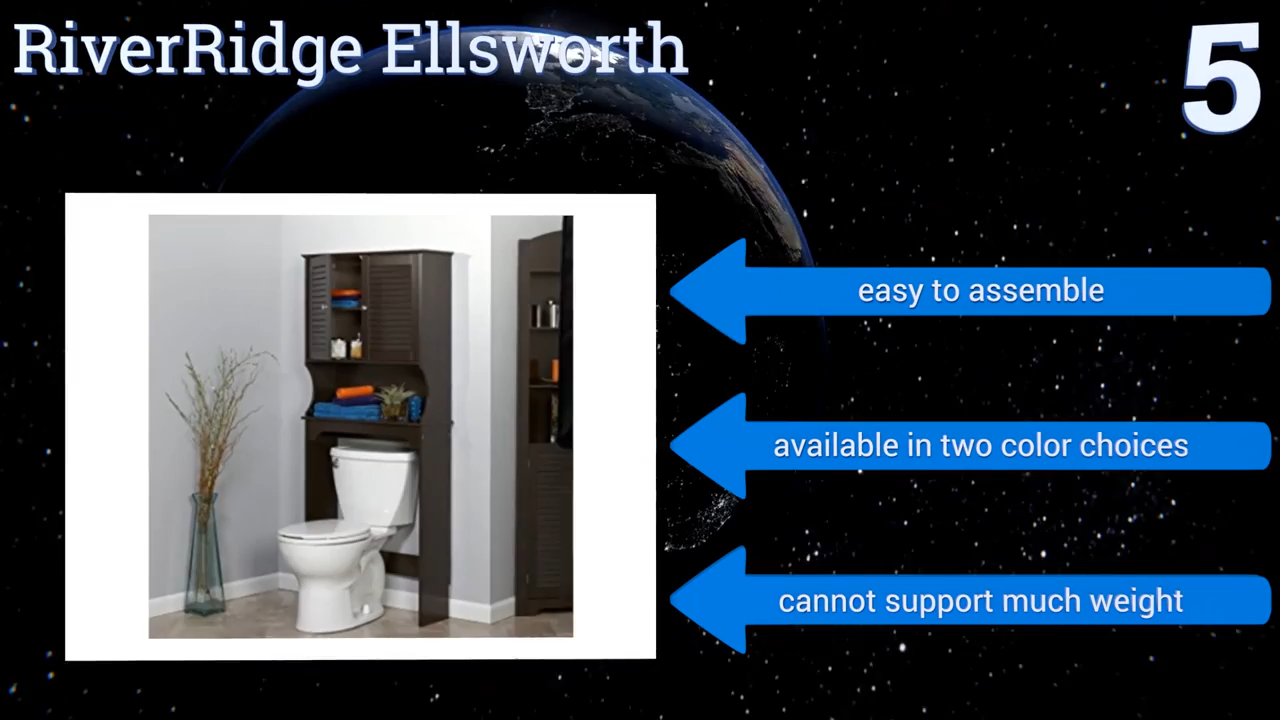 RiverRidge Ellsworth
5
easy to assemble
available in two color choices
cannot support much weight